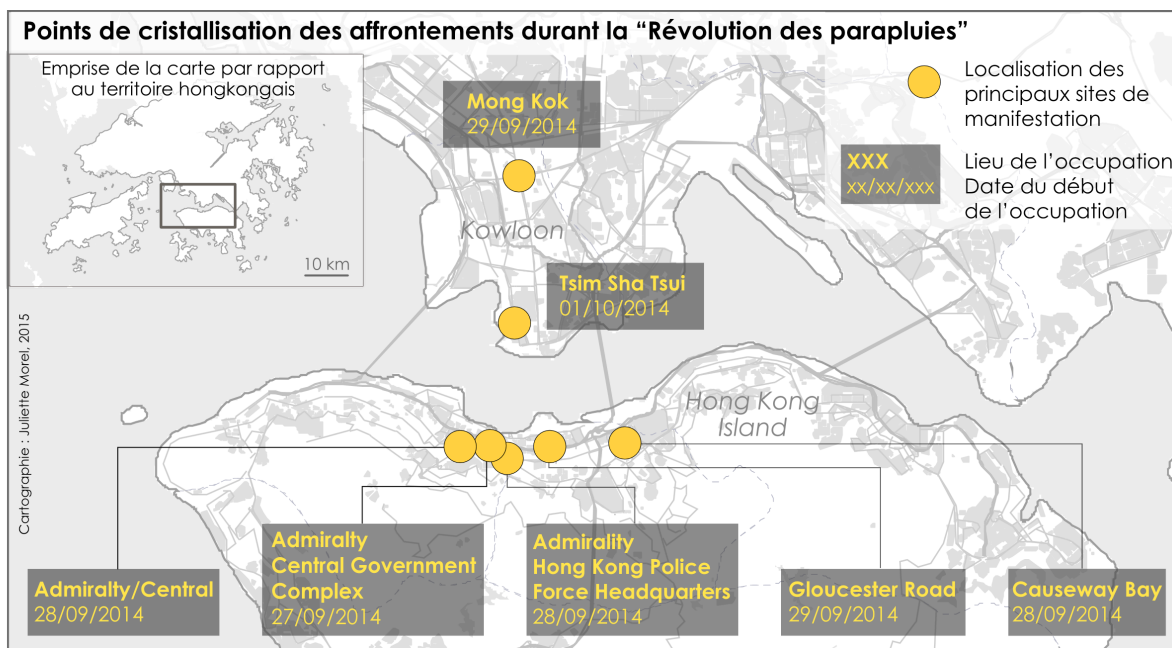 Points de cristallisation des affrontements durant la “Révolution des parapluies”
Emprise de la carte par rapport
au territoire hongkongais
10 km
Localisation des
principaux sites de
manifestation
XXX
xx/xx/xxx
Lieu de l’occupation
Date du début
de l’occupation
Mong Kok
29/09/2014
Kowloon
Tsim Sha Tsui
01/10/2014
Hong Kong
Island
Cartographie : Juliette Morel, 2015
Admiralty/Central
28/09/2014
Admiralty
Central Government
Complex
27/09/2014
Admirality
Hong Kong Police
Force Headquarters
28/09/2014
Gloucester Road
29/09/2014
Causeway Bay
28/09/2014